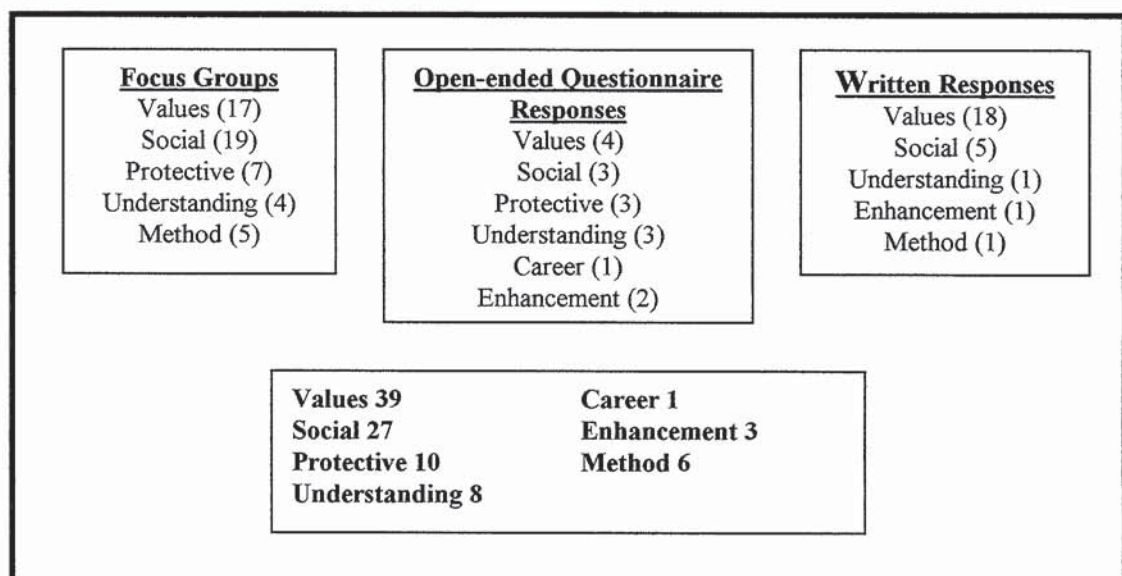 Focus Groups
Values (17)
Social (19)
Protective (7)
Understanding (4)
Method (5)
Open-ended Questionnaire
Responses
Values (4)
Social (3)
Protective (3)
Understanding (3)
Career (1)
Enhancement (2)
Written Responses
Values (18)
Social (5)
Understanding (1)
Enhancement (1)
Method (1)
Values 39
Social 27
Protective 10
Understanding 8
Career 1
Enhancement 3
Method 6